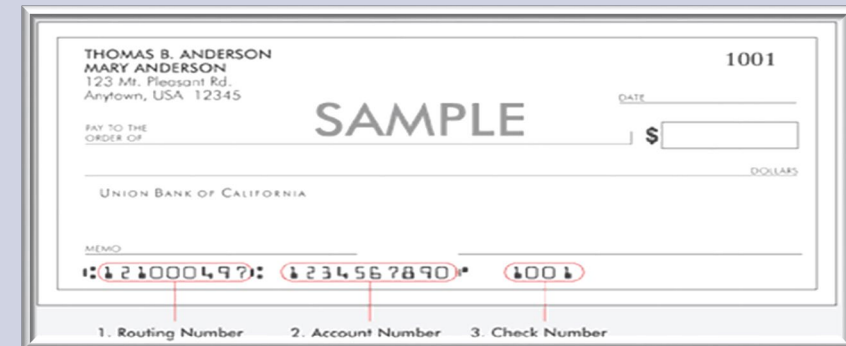 THOMAS B. ANDERSON
MARY ANDERSON
123 Mt. Pleasant Rd.
Anytown, USA 12345
1001
DATE
SAMPLE
PAY TO THE
ORDER OF
$
DOLLARS
UNION BANK OF CALIFORNIA
MEMO
⑆121000497⑆ 1234567890⑈ 1001
1. Routing Number 2. Account Number 3. Check Number